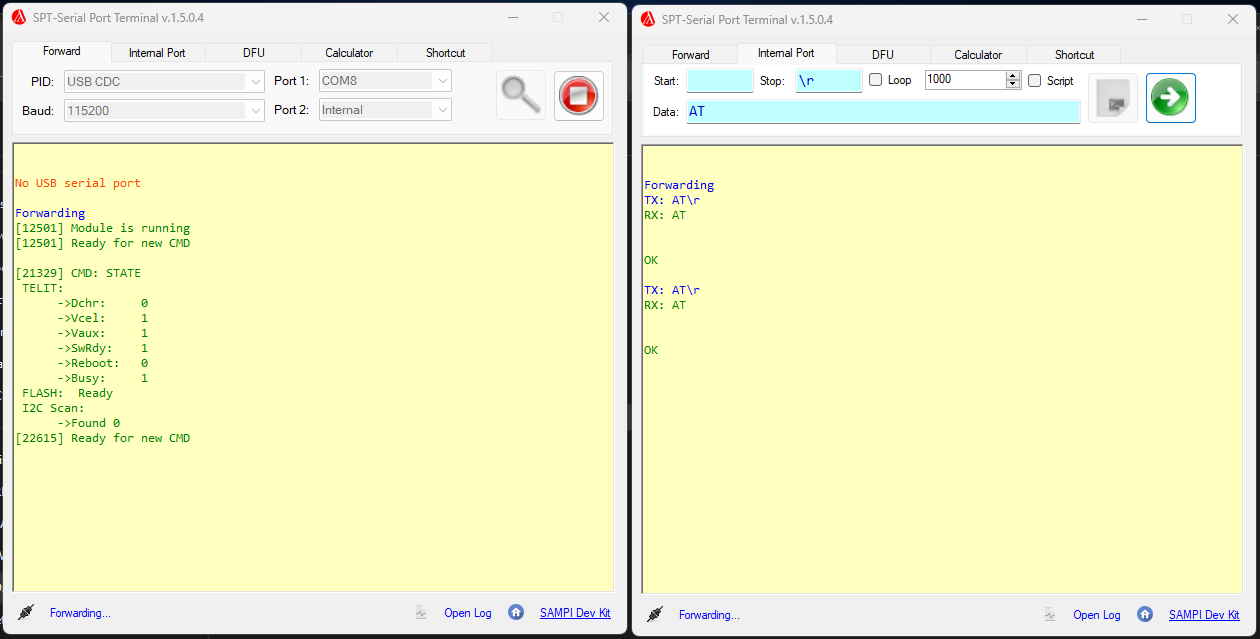 SPT-Serial Port Terminal v.1.5.0.4
Forward Internal Port DFU Calculator Shortcut
PID: USB CDC Port 1: COM8
Baud: 115200 Port 2: Internal
No USB serial port
Forwarding
[12501] Module is running
[12501] Ready for new CMD
[21329] CMD: STATE
TELIT:
->Dchr: 0
->Vcel: 1
->Vaux: 1
->SwRdy: 1
->Reboot: 0
->Busy: 1
FLASH: Ready
I2C Scan:
->Found 0
[22615] Ready for new CMD
Forwarding... Open Log SAMPI Dev Kit
SPT-Serial Port Terminal v.1.5.0.4
Forward Internal Port DFU Calculator Shortcut
Start: Stop: \r Loop 1000 Script
Data: AT
Forwarding
TX: AT\r
RX: AT
OK
TX: AT\r
RX: AT
OK
Forwarding... Open Log SAMPI Dev Kit